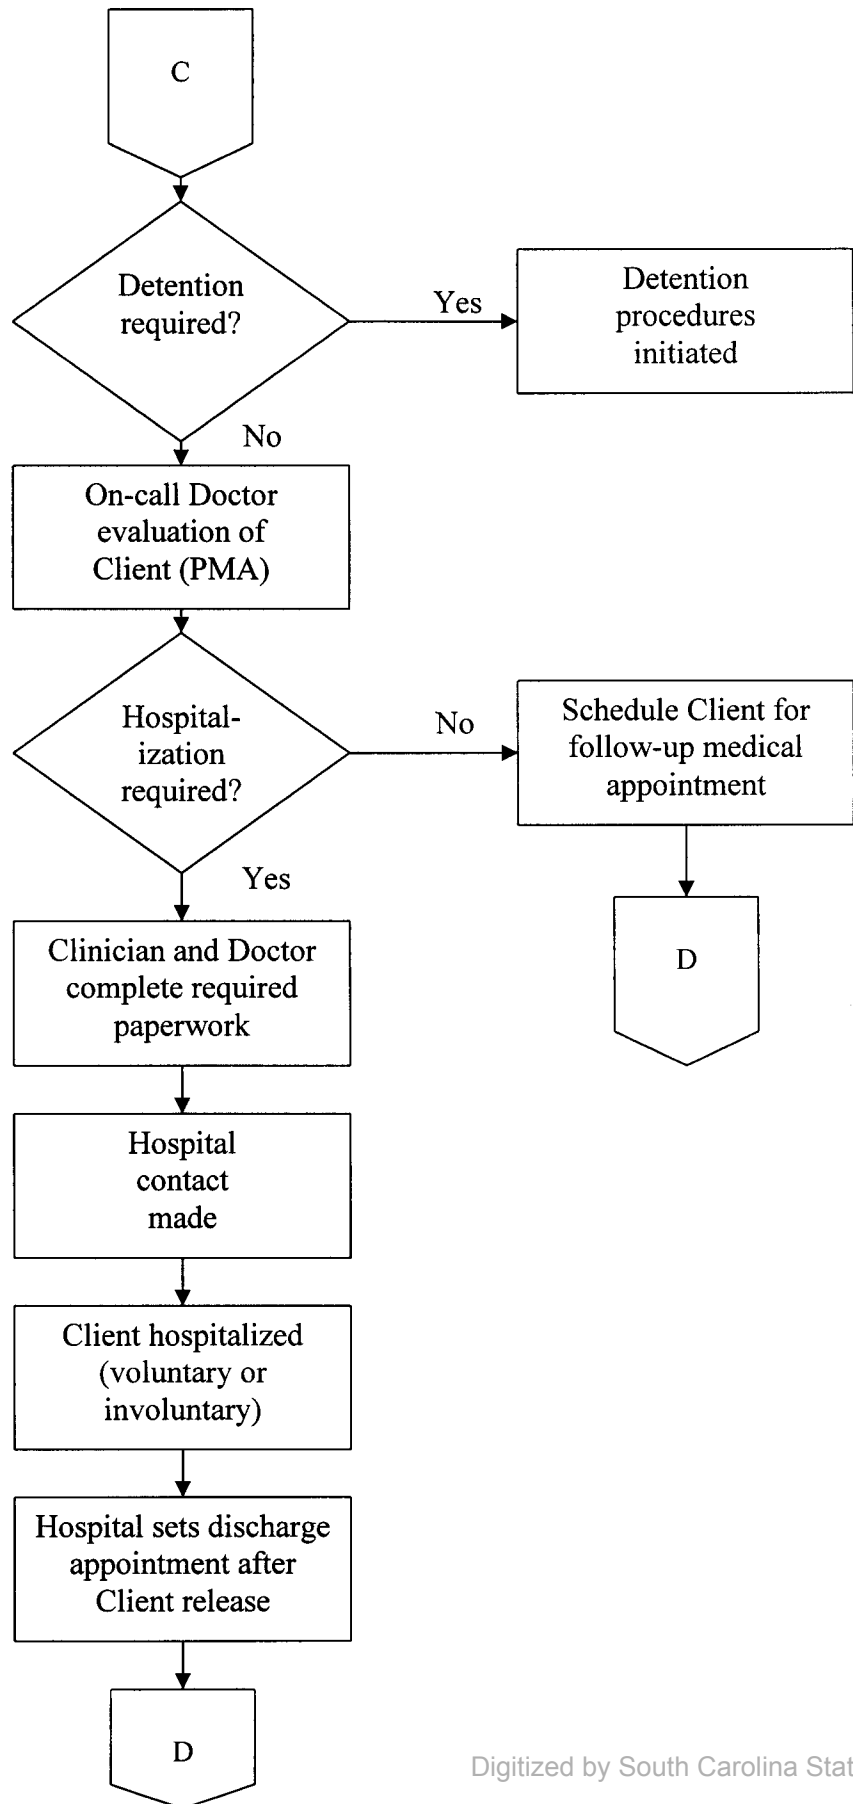 C
Detention
required?
Yes
Detention
procedures
initiated
No
On-call Doctor
evaluation of
Client (PMA)
Hospital-
ization
required?
No
Schedule Client for
follow-up medical
appointment
Yes
D
Clinician and Doctor
complete required
paperwork
Hospital
contact
made
Client hospitalized
(voluntary or
involuntary)
Hospital sets discharge
appointment after
Client release
D
Digitized by South Carolina Stat